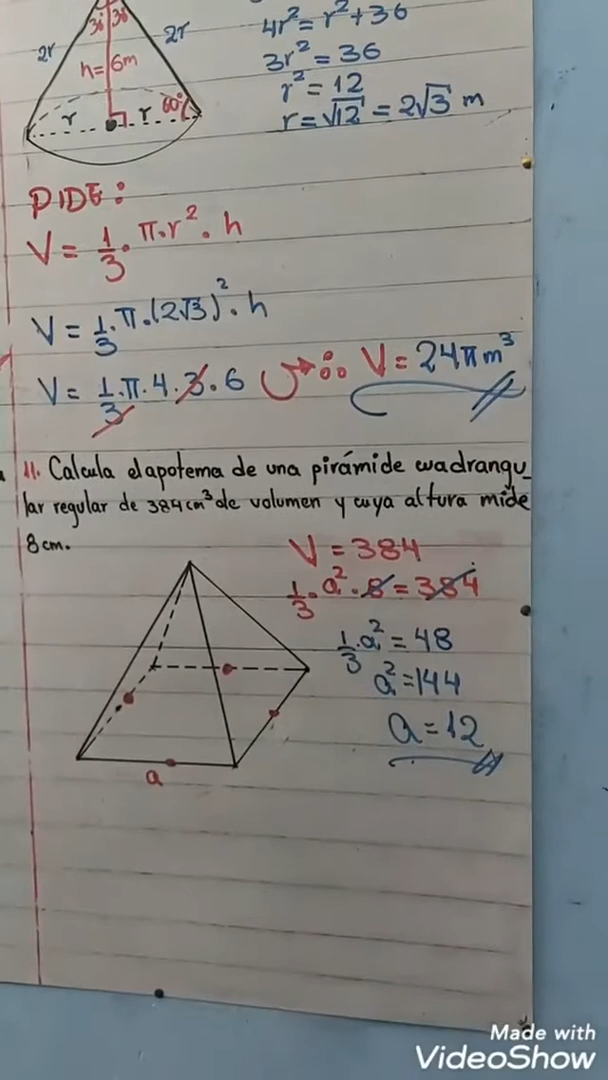 4r² = r² + 36
3r² = 36
r² = 12
r = √12 = 2√3 m
2r
30° 30°
2r
h = 6m
r
r
60°
PIDE:
V = 1/3 · π · r² · h
V = 1/3 · π · (2√3)² · h
V = 1/3 · π · 4 · 3 · 6
∴ V = 24π m³
11. Calcula el apotema de una pirámide cuadrangu_
lar regular de 384 cm³ de volumen y cuya altura mide
8 cm.
V = 384
1/3 · a² · 8 = 384
1/3 · a² = 48
a² = 144
a = 12
a
Made with
VideoShow